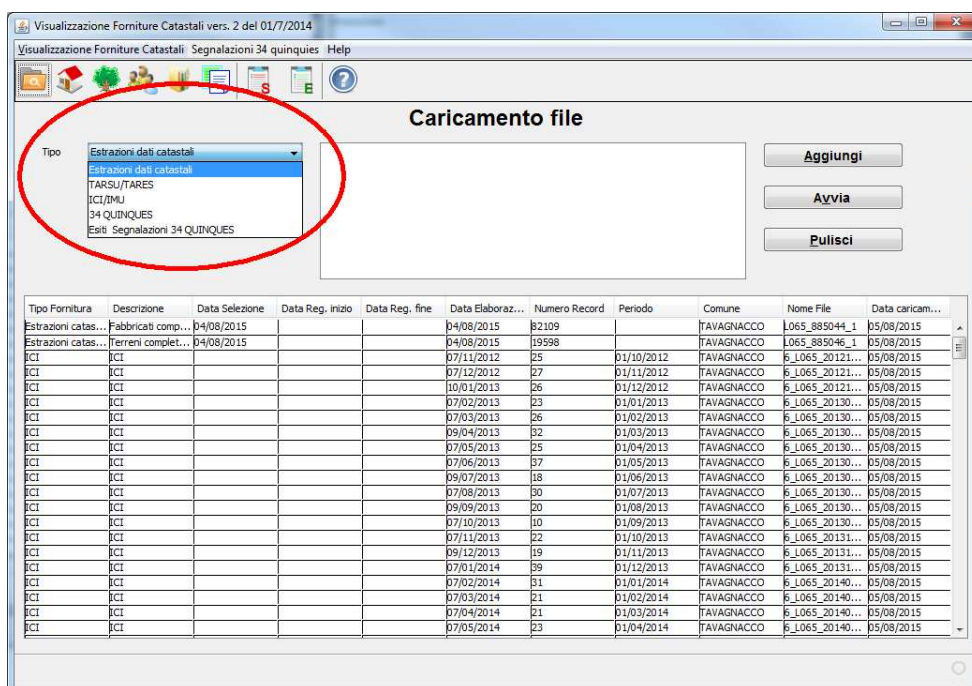 Visualizzazione Forniture Catastali vers. 2 del 01/7/2014
Visualizzazione Forniture Catastali Segnalazioni 34 quinquies Help
S E ?
Caricamento file
Tipo Estrazioni dati catastali
Estrazioni dati catastali
TARSU/TARES
ICI/IMU
34 QUINQUES
Esiti Segnalazioni 34 QUINQUES
Aggiungi
Avvia
Pulisci
Tipo Fornitura Descrizione Data Selezione Data Reg. inizio Data Reg. fine Data Elaboraz... Numero Record Periodo Comune Nome File Data caricam...
Estrazioni catas... Fabbricati comp... 04/08/2015 04/08/2015 82109 TAVAGNACCO L065_885044_1 05/08/2015
Estrazioni catas... Terreni complet... 04/08/2015 04/08/2015 19598 TAVAGNACCO L065_885046_1 05/08/2015
ICI ICI 07/11/2012 25 01/10/2012 TAVAGNACCO 6_L065_20121... 05/08/2015
ICI ICI 07/12/2012 27 01/11/2012 TAVAGNACCO 6_L065_20121... 05/08/2015
ICI ICI 10/01/2013 26 01/12/2012 TAVAGNACCO 6_L065_20121... 05/08/2015
ICI ICI 07/02/2013 23 01/01/2013 TAVAGNACCO 6_L065_20130... 05/08/2015
ICI ICI 07/03/2013 26 01/02/2013 TAVAGNACCO 6_L065_20130... 05/08/2015
ICI ICI 09/04/2013 32 01/03/2013 TAVAGNACCO 6_L065_20130... 05/08/2015
ICI ICI 07/05/2013 25 01/04/2013 TAVAGNACCO 6_L065_20130... 05/08/2015
ICI ICI 07/06/2013 37 01/05/2013 TAVAGNACCO 6_L065_20130... 05/08/2015
ICI ICI 09/07/2013 18 01/06/2013 TAVAGNACCO 6_L065_20130... 05/08/2015
ICI ICI 07/08/2013 30 01/07/2013 TAVAGNACCO 6_L065_20130... 05/08/2015
ICI ICI 09/09/2013 20 01/08/2013 TAVAGNACCO 6_L065_20130... 05/08/2015
ICI ICI 07/10/2013 10 01/09/2013 TAVAGNACCO 6_L065_20130... 05/08/2015
ICI ICI 07/11/2013 22 01/10/2013 TAVAGNACCO 6_L065_20131... 05/08/2015
ICI ICI 09/12/2013 19 01/11/2013 TAVAGNACCO 6_L065_20131... 05/08/2015
ICI ICI 07/01/2014 39 01/12/2013 TAVAGNACCO 6_L065_20131... 05/08/2015
ICI ICI 07/02/2014 31 01/01/2014 TAVAGNACCO 6_L065_20140... 05/08/2015
ICI ICI 07/03/2014 21 01/02/2014 TAVAGNACCO 6_L065_20140... 05/08/2015
ICI ICI 07/04/2014 21 01/03/2014 TAVAGNACCO 6_L065_20140... 05/08/2015
ICI ICI 07/05/2014 23 01/04/2014 TAVAGNACCO 6_L065_20140... 05/08/2015